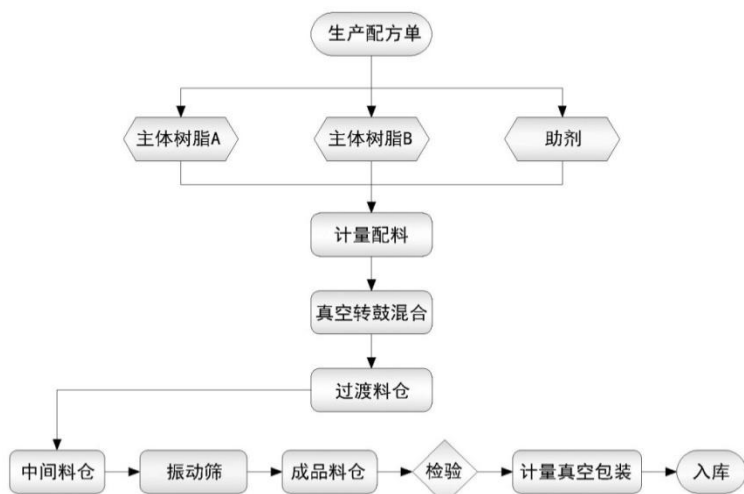 生产配方单
主体树脂A
主体树脂B
助剂
计量配料
真空转鼓混合
过渡料仓
中间料仓
振动筛
成品料仓
检验
计量真空包装
入库